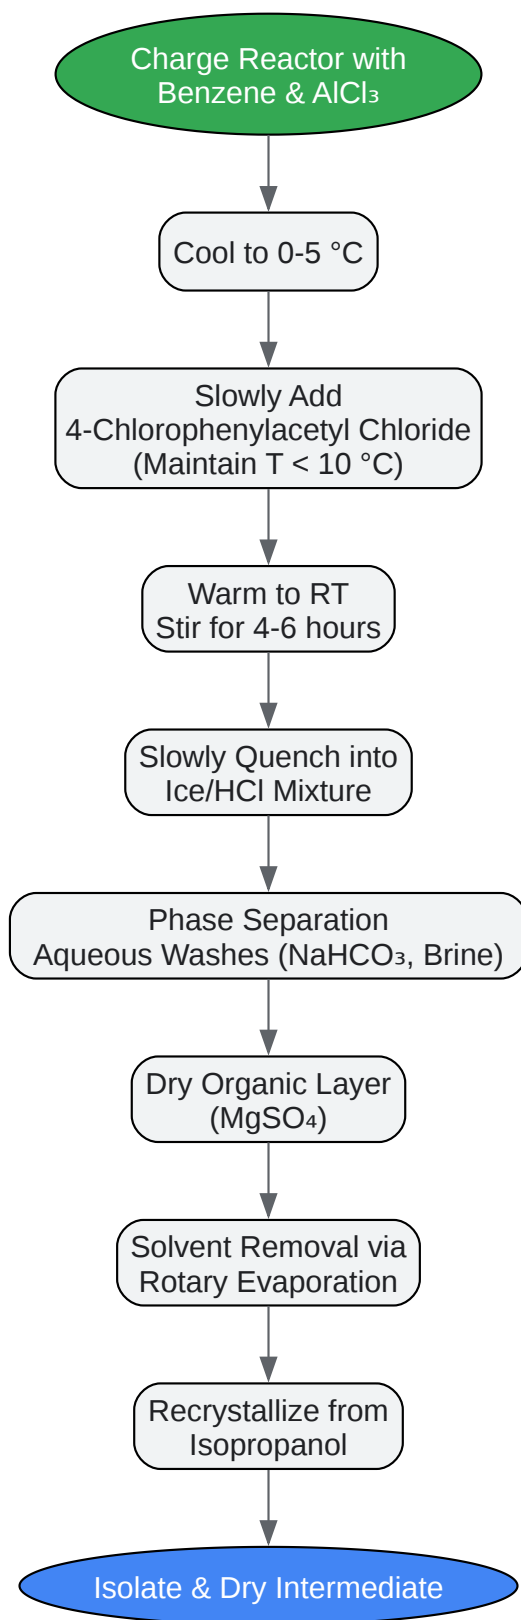 Charge Reactor with
Benzene & AlCl₃
Cool to 0-5 °C
Slowly Add
4-Chlorophenylacetyl Chloride
(Maintain T < 10 °C)
Warm to RT
Stir for 4-6 hours
Slowly Quench into
Ice/HCl Mixture
Phase Separation
Aqueous Washes (NaHCO₃, Brine)
Dry Organic Layer
(MgSO₄)
Solvent Removal via
Rotary Evaporation
Recrystallize from
Isopropanol
Isolate & Dry Intermediate